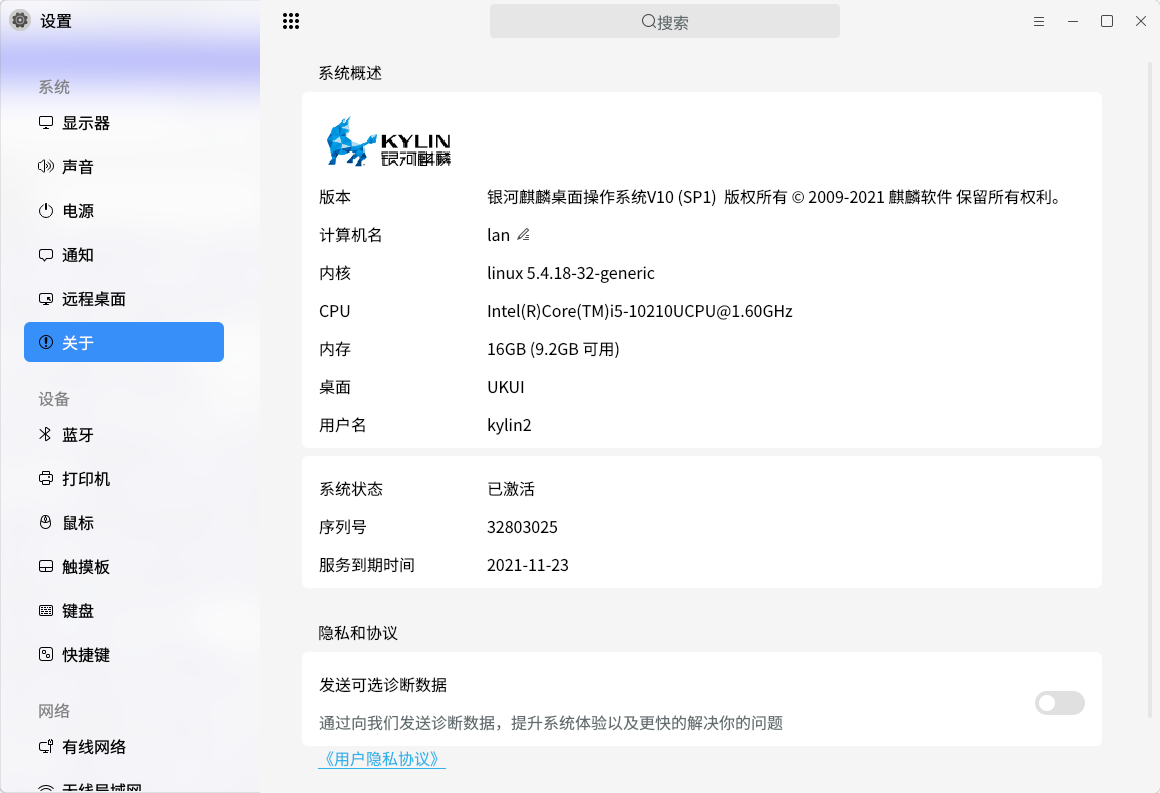 设置
搜索
系统
显示器
声音
电源
通知
远程桌面
关于
设备
蓝牙
打印机
鼠标
触摸板
键盘
快捷键
网络
有线网络
无线局域网
系统概述
KYLIN
银河麒麟
版本 银河麒麟桌面操作系统V10 (SP1) 版权所有 © 2009-2021 麒麟软件 保留所有权利。
计算机名 lan
内核 linux 5.4.18-32-generic
CPU Intel(R)Core(TM)i5-10210UCPU@1.60GHz
内存 16GB (9.2GB 可用)
桌面 UKUI
用户名 kylin2
系统状态 已激活
序列号 32803025
服务到期时间 2021-11-23
隐私和协议
发送可选诊断数据
通过向我们发送诊断数据，提升系统体验以及更快的解决你的问题
《用户隐私协议》